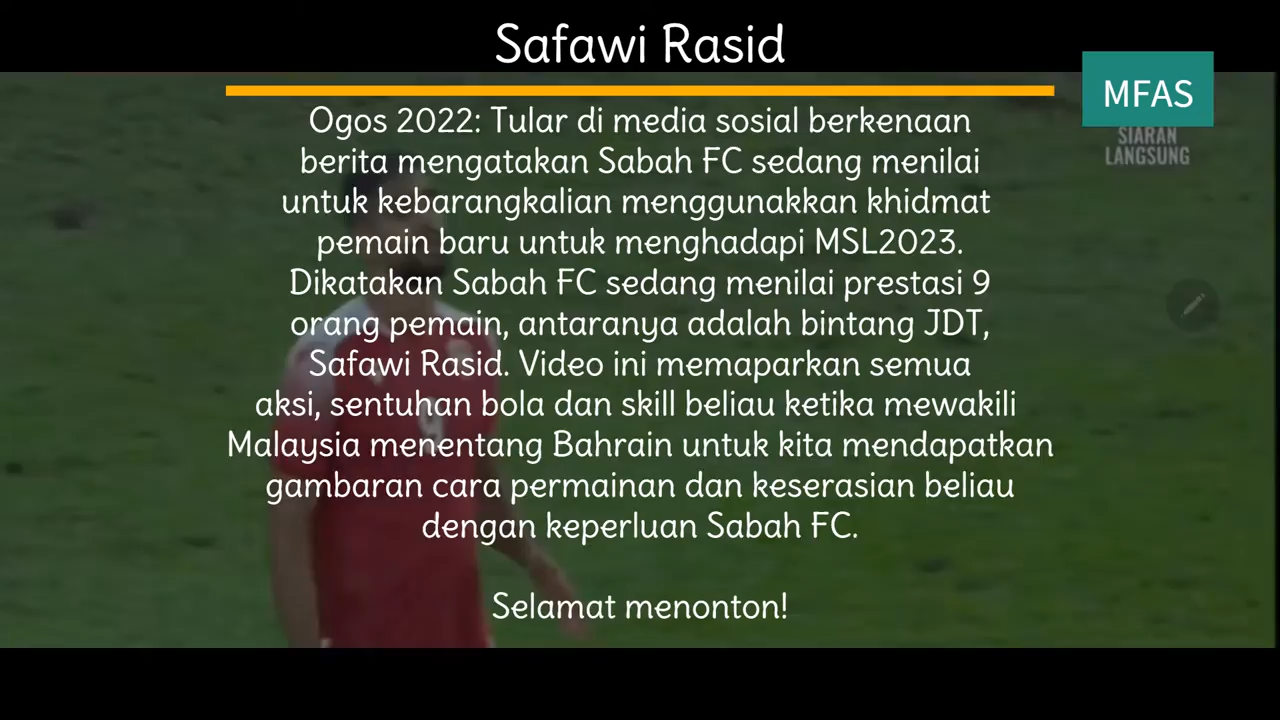 Safawi Rasid
MFAS
SIARAN
LANGSUNG
Ogos 2022: Tular di media sosial berkenaan
berita mengatakan Sabah FC sedang menilai
untuk kebarangkalian menggunakkan khidmat
pemain baru untuk menghadapi MSL2023.
Dikatakan Sabah FC sedang menilai prestasi 9
orang pemain, antaranya adalah bintang JDT,
Safawi Rasid. Video ini memaparkan semua
aksi, sentuhan bola dan skill beliau ketika mewakili
Malaysia menentang Bahrain untuk kita mendapatkan
gambaran cara permainan dan keserasian beliau
dengan keperluan Sabah FC.
Selamat menonton!
9